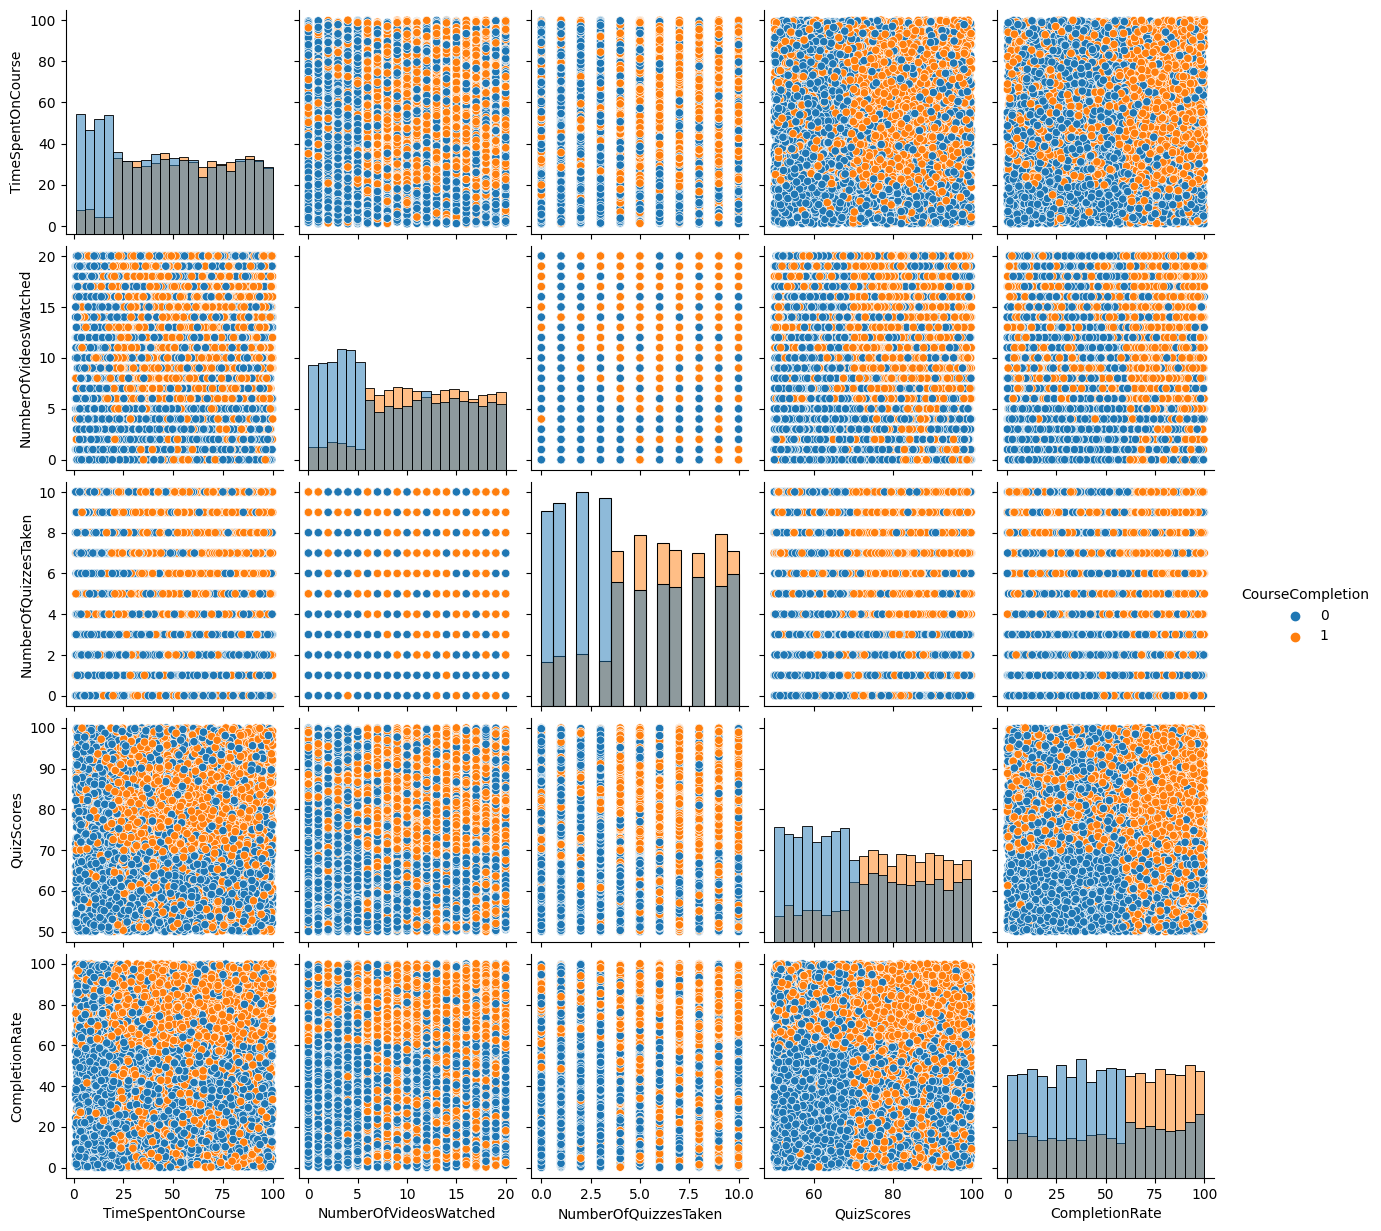 100
80
60
40
20
0
TimeSpentOnCourse
20
15
10
5
0
NumberOfVideosWatched
10
8
6
4
2
0
NumberOfQuizzesTaken
CourseCompletion
0
1
100
90
80
70
60
50
QuizScores
100
80
60
40
20
0
CompletionRate
0 25 50 75 100
0 5 10 15 20
0.0 2.5 5.0 7.5 10.0
60 80 100
0 25 50 75 100
TimeSpentOnCourse
NumberOfVideosWatched
NumberOfQuizzesTaken
QuizScores
CompletionRate